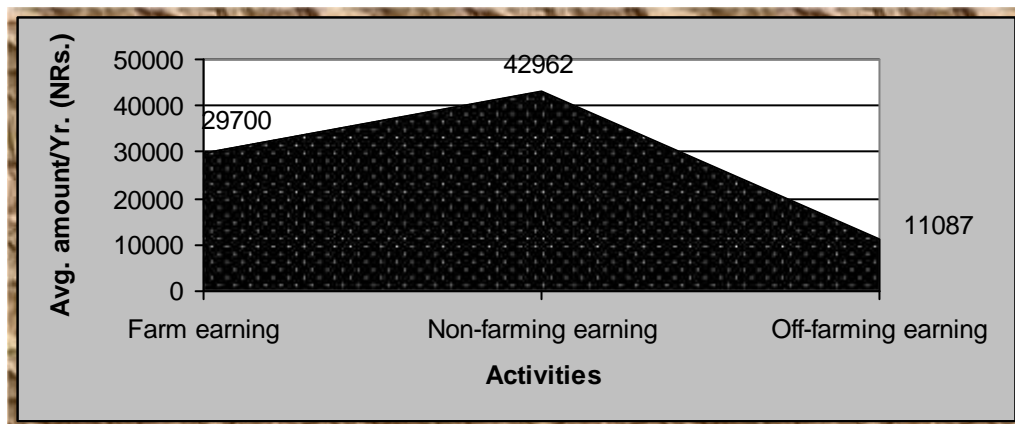 Avg. amount/Yr. (NRs.)
50000
40000
30000
20000
10000
0
29700
42962
11087
Farm earning
Non-farming earning
Off-farming earning
Activities